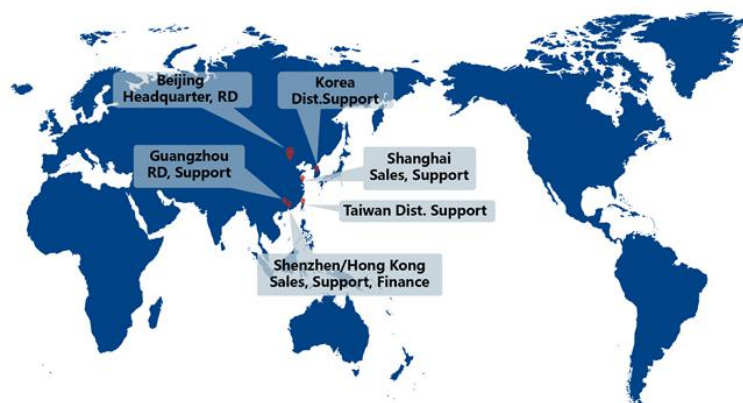 Beijing
Headquarter, RD
Korea
Dist.Support
Guangzhou
RD, Support
Shanghai
Sales, Support
Taiwan Dist. Support
Shenzhen/Hong Kong
Sales, Support, Finance